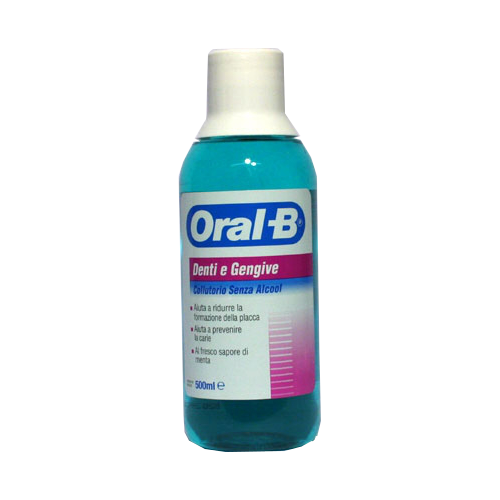 Oral-B
Denti e Gengive
Collutorio Senza Alcool
Aiuta a ridurre la
formazione della placca
Aiuta a prevenire
la carie
Al fresco sapore di
menta
500ml ℮